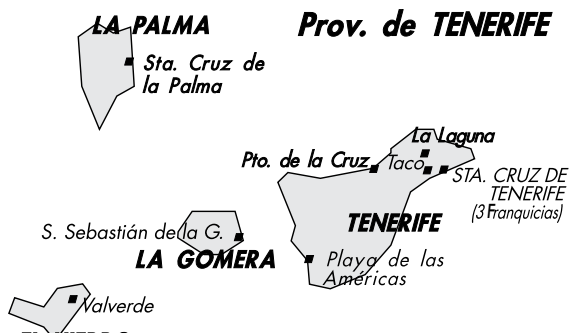 LA PALMA
Prov. de TENERIFE
Sta. Cruz de
la Palma
La Laguna
Pto. de la Cruz
Taco
STA. CRUZ DE
TENERIFE
(3 Franquicias)
TENERIFE
S. Sebastián de la G.
LA GOMERA
Playa de las
Américas
Valverde